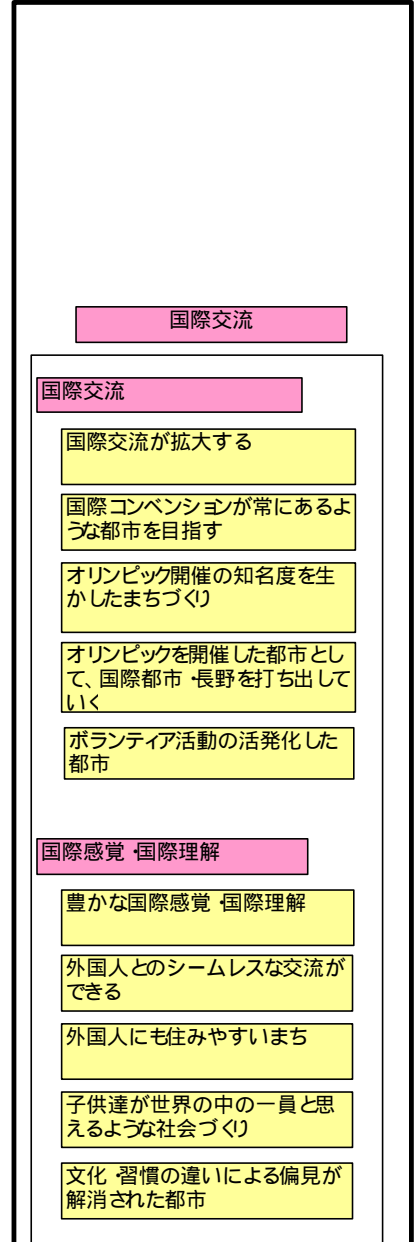 国際交流
国際交流
国際交流が拡大する
国際コンベンションが常にあるよ
うな都市を目指す
オリンピック開催の知名度を生
かしたまちづくり
オリンピックを開催した都市とし
て、国際都市・長野を打ち出して
いく
ボランティア活動の活発化した
都市
国際感覚・国際理解
豊かな国際感覚・国際理解
外国人とのシームレスな交流が
できる
外国人にも住みやすいまち
子供達が世界の中の一員と思
えるような社会づくり
文化・習慣の違いによる偏見が
解消された都市